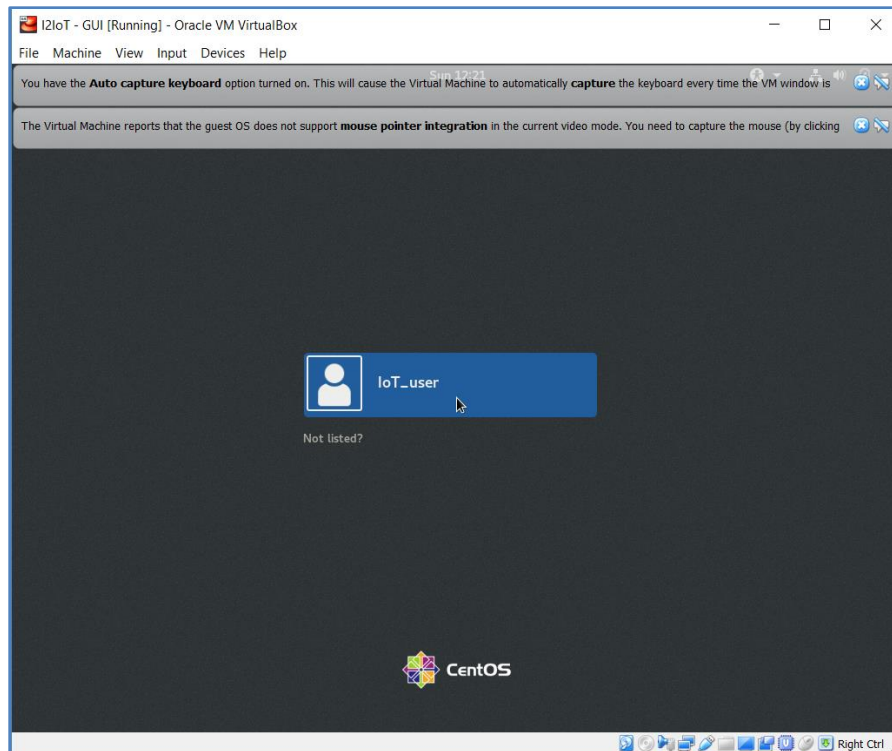 I2IoT - GUI [Running] - Oracle VM VirtualBox
File Machine View Input Devices Help
Sun 12:21
You have the Auto capture keyboard option turned on. This will cause the Virtual Machine to automatically capture the keyboard every time the VM window is
The Virtual Machine reports that the guest OS does not support mouse pointer integration in the current video mode. You need to capture the mouse (by clicking
IoT_user
Not listed?
CentOS
Right Ctrl